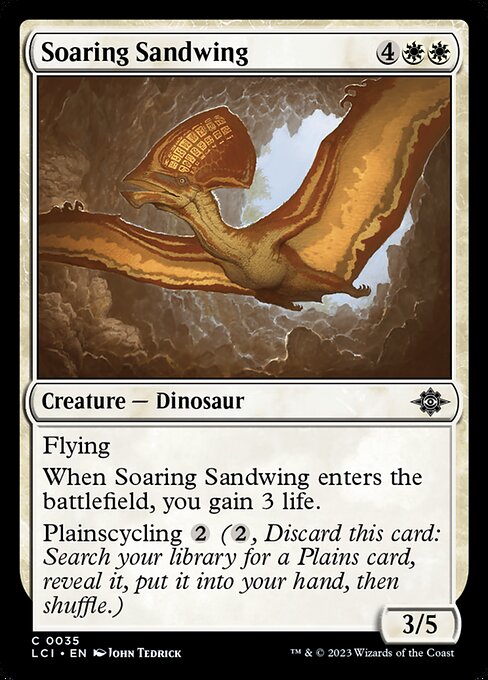 Soaring Sandwing 4
Creature — Dinosaur
Flying
When Soaring Sandwing enters the
battlefield, you gain 3 life.
Plainscycling 2 (2, Discard this card:
Search your library for a Plains card,
reveal it, put it into your hand, then
shuffle.)
3/5
C 0035
LCI • EN John Tedrick
™ & © 2023 Wizards of the Coast